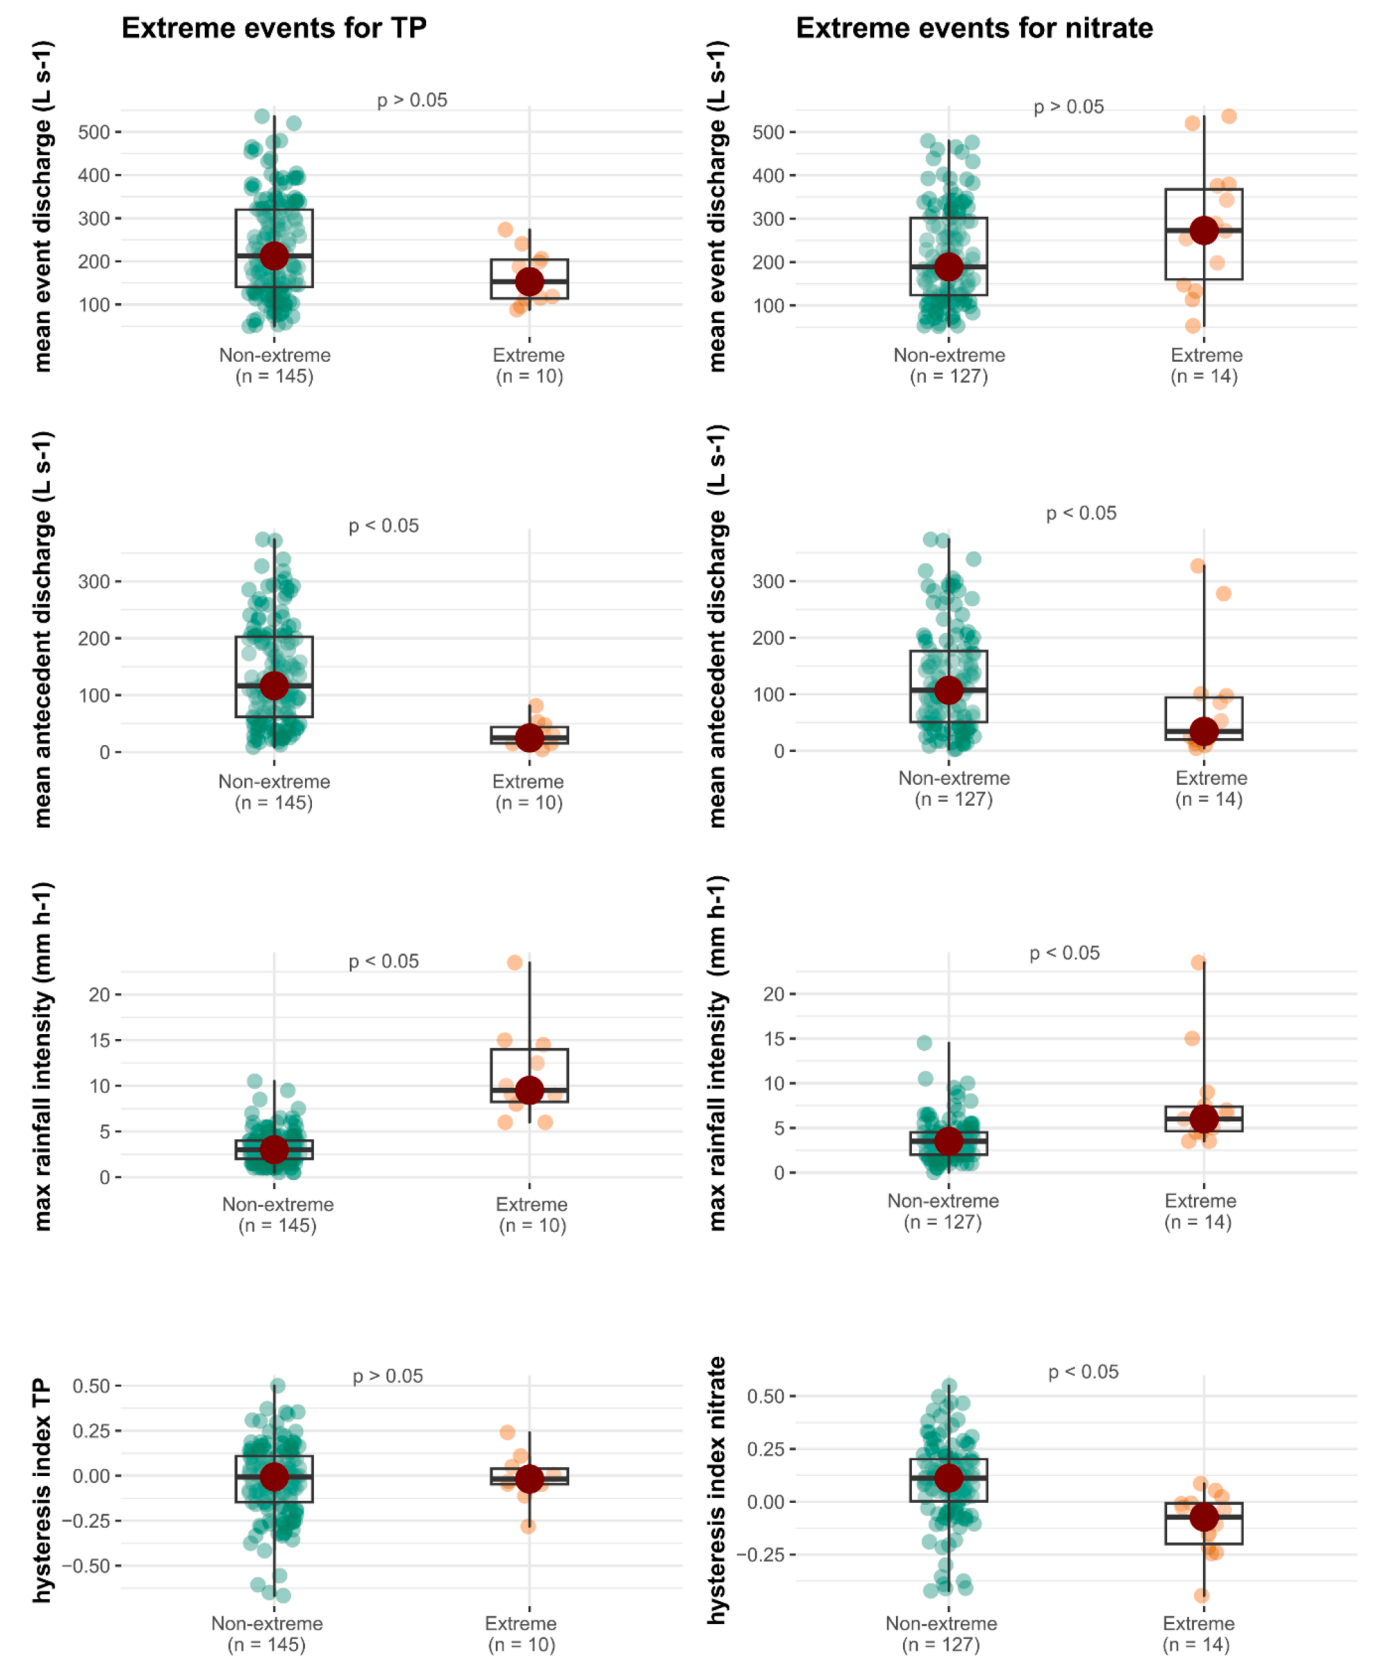 Extreme events for TP
Extreme events for nitrate
mean event discharge (L s-1)
p > 0.05
500
400
300
200
100
Non-extreme
(n = 145)
Extreme
(n = 10)
mean event discharge (L s-1)
p > 0.05
500
400
300
200
100
Non-extreme
(n = 127)
Extreme
(n = 14)
mean antecedent discharge (L s-1)
p < 0.05
300
200
100
0
Non-extreme
(n = 145)
Extreme
(n = 10)
mean antecedent discharge (L s-1)
p < 0.05
300
200
100
0
Non-extreme
(n = 127)
Extreme
(n = 14)
max rainfall intensity (mm h-1)
p < 0.05
20
15
10
5
0
Non-extreme
(n = 145)
Extreme
(n = 10)
max rainfall intensity (mm h-1)
p < 0.05
20
15
10
5
0
Non-extreme
(n = 127)
Extreme
(n = 14)
hysteresis index TP
p > 0.05
0.50
0.25
0.00
−0.25
−0.50
Non-extreme
(n = 145)
Extreme
(n = 10)
hysteresis index nitrate
p < 0.05
0.50
0.25
0.00
−0.25
Non-extreme
(n = 127)
Extreme
(n = 14)